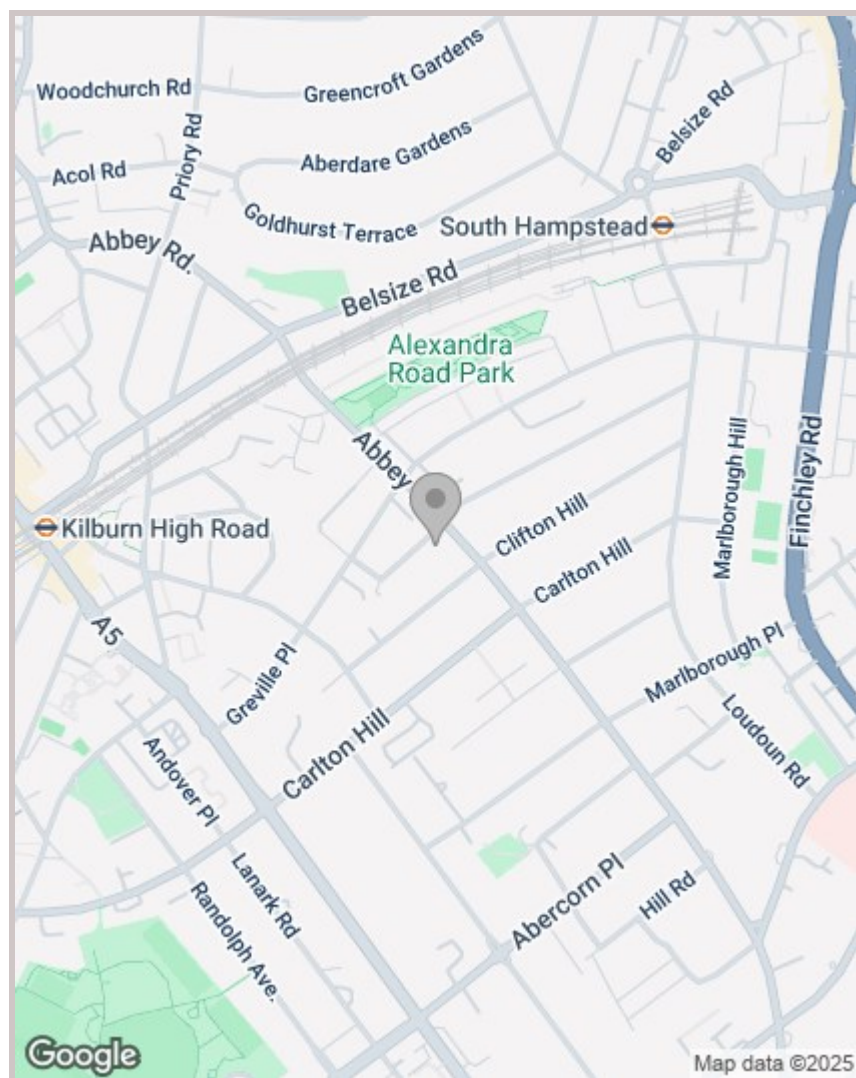 Greencroft Gardens
Woodchurch Rd
Belsize Rd
Priory Rd
Aberdare Gardens
Acol Rd
Goldhurst Terrace
South Hampstead
Abbey Rd.
Belsize Rd
Alexandra
Road Park
Abbey
Marlborough Hill
Finchley Rd
Clifton Hill
Kilburn High Road
Carlton Hill
A5
Marlborough Pl
Greville Pl
Loudoun Rd
Carlton Hill
Andover Pl
Lanark Rd
Abercorn Pl
Hill Rd
Randolph Ave.
Google
Map data ©2025